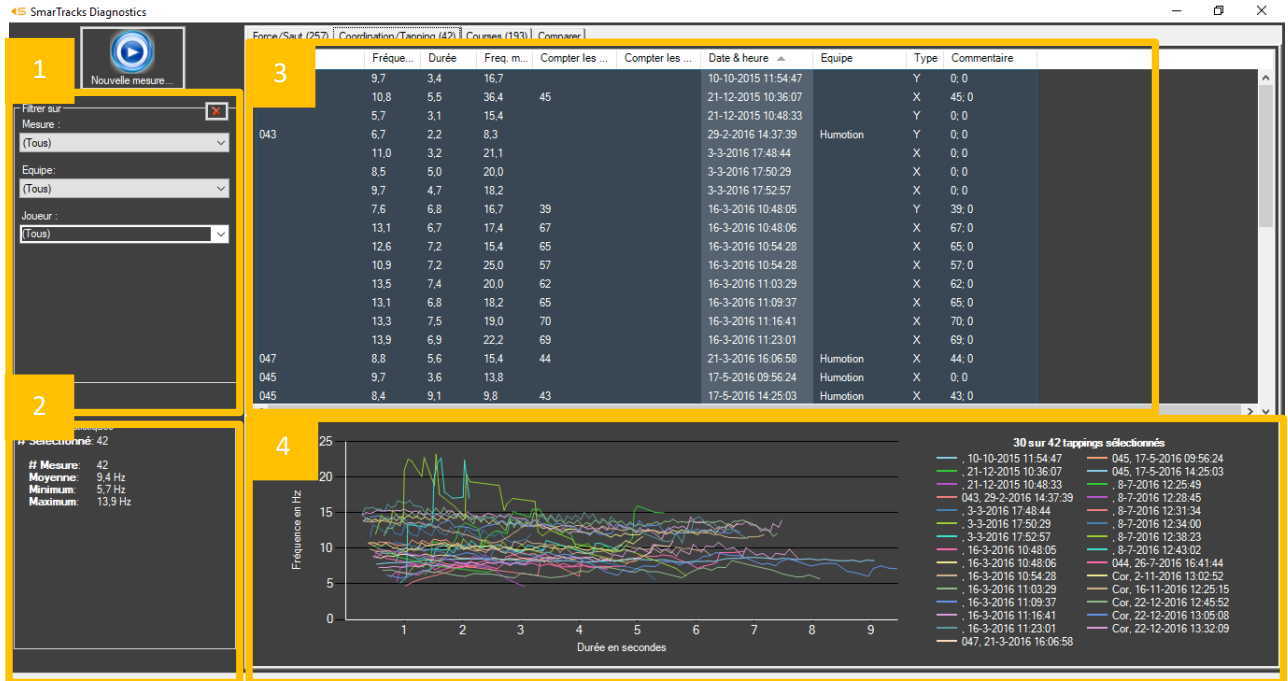 SmarTracks Diagnostics
1
Nouvelle mesure...
Filtrer sur
Mesure :
(Tous)
Equipe:
(Tous)
Joueur :
(Tous)
2
# Sélectionné: 42
# Mesure: 42
Moyenne: 9,4 Hz
Minimum: 5,7 Hz
Maximum: 13,9 Hz
Force/Saut (257) Coordination/Tapping (42) Courses (193) Comparer
3
Fréque... Durée Freq. m... Compter les ... Compter les ... Date & heure Equipe Type Commentaire
9,7 3,4 16,7 10-10-2015 11:54:47 Y 0; 0
10,8 5,5 36,4 45 21-12-2015 10:36:07 X 45; 0
5,7 3,1 15,4 21-12-2015 10:48:33 Y 0; 0
043 6,7 2,2 8,3 29-2-2016 14:37:39 Humotion Y 0; 0
11,0 3,2 21,1 3-3-2016 17:48:44 X 0; 0
8,5 5,0 20,0 3-3-2016 17:50:29 X 0; 0
9,7 4,7 18,2 3-3-2016 17:52:57 X 0; 0
7,6 6,8 16,7 39 16-3-2016 10:48:05 Y 39; 0
13,1 6,7 17,4 67 16-3-2016 10:48:06 X 67; 0
12,6 7,2 15,4 65 16-3-2016 10:54:28 X 65; 0
10,9 7,2 25,0 57 16-3-2016 10:54:28 X 57; 0
13,5 7,4 20,0 62 16-3-2016 11:03:29 X 62; 0
13,1 6,8 18,2 65 16-3-2016 11:09:37 X 65; 0
13,3 7,5 19,0 70 16-3-2016 11:16:41 X 70; 0
13,9 6,9 22,2 69 16-3-2016 11:23:01 X 69; 0
047 8,8 5,6 15,4 44 21-3-2016 16:06:58 Humotion X 44; 0
045 9,7 3,6 13,8 17-5-2016 09:56:24 Humotion X 0; 0
045 8,4 9,1 9,8 43 17-5-2016 14:25:03 Humotion X 43; 0
4
25
20
15
10
5
0
Fréquence en Hz
1 2 3 4 5 6 7 8 9
Durée en secondes
30 sur 42 tappings sélectionnés
, 10-10-2015 11:54:47
, 21-12-2015 10:36:07
, 21-12-2015 10:48:33
043, 29-2-2016 14:37:39
, 3-3-2016 17:48:44
, 3-3-2016 17:50:29
, 3-3-2016 17:52:57
, 16-3-2016 10:48:05
, 16-3-2016 10:48:06
, 16-3-2016 10:54:28
, 16-3-2016 11:03:29
, 16-3-2016 11:09:37
, 16-3-2016 11:16:41
, 16-3-2016 11:23:01
047, 21-3-2016 16:06:58
045, 17-5-2016 09:56:24
045, 17-5-2016 14:25:03
, 8-7-2016 12:25:49
, 8-7-2016 12:28:45
, 8-7-2016 12:31:34
, 8-7-2016 12:34:00
, 8-7-2016 12:38:23
, 8-7-2016 12:43:02
044, 26-7-2016 16:41:44
Cor, 2-11-2016 13:02:52
Cor, 16-11-2016 12:25:15
Cor, 22-12-2016 12:45:52
Cor, 22-12-2016 13:05:08
Cor, 22-12-2016 13:32:09